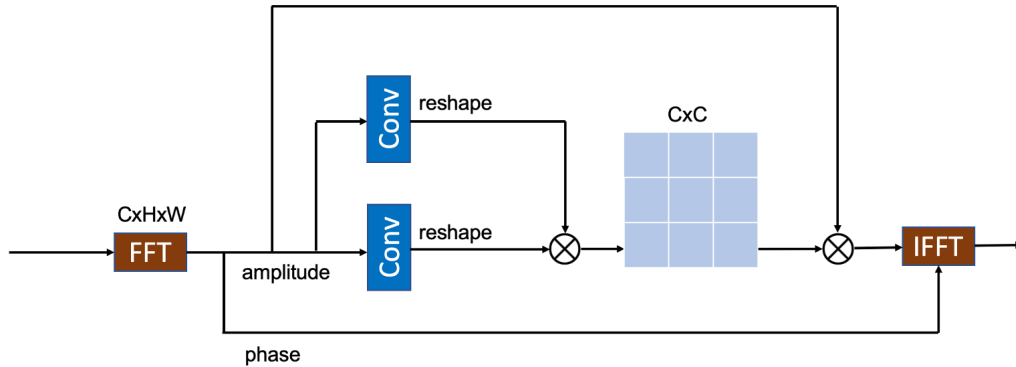 Conv
reshape
CxC
CxHxW
FFT
amplitude
Conv
reshape
IFFT
phase